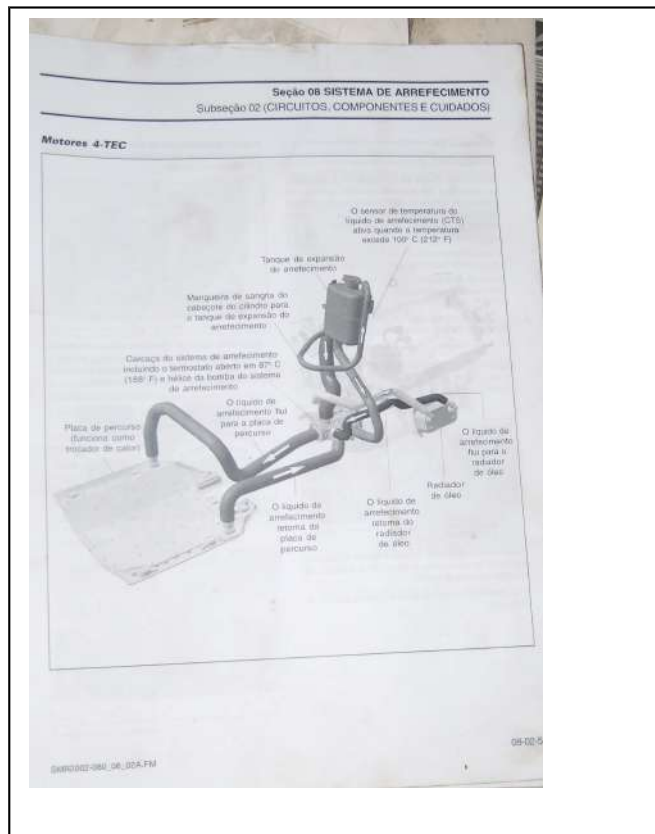 Seção 08 SISTEMA DE ARREFECIMENTO
Subseção 02 (CIRCUITOS, COMPONENTES E CUIDADOS)
Motores 4-TEC
O sensor de temperatura do
líquido de arrefecimento (CTS)
ativo quando a temperatura
exceda 100° C (212° F)
Tanque de expansão
do arrefecimento
Mangueira de sangria do
cabeçote do cilindro para
o tanque de expansão do
arrefecimento
Carcaça do sistema de arrefecimento
incluindo o termostato aberto em 87° C
(188° F) e hélice da bomba do sistema
de arrefecimento
O líquido de
arrefecimento flui
para a placa de
percurso
Placa de percurso
(funciona como
trocador de calor)
O líquido de
arrefecimento
flui para o
radiador
de óleo
Radiador
de óleo
O líquido de
arrefecimento
retorna do
radiador
de óleo
O líquido de
arrefecimento
retorna da
placa de
percurso
08-02-5